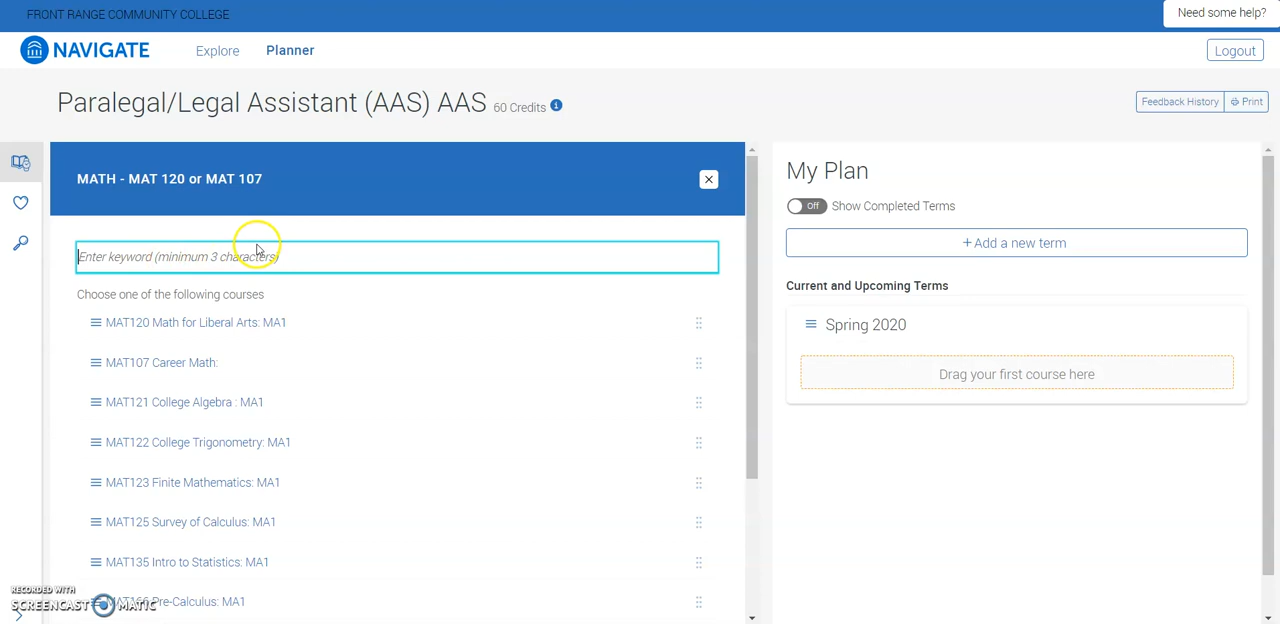 FRONT RANGE COMMUNITY COLLEGE
Need some help?
NAVIGATE
Explore
Planner
Logout
Paralegal/Legal Assistant (AAS) AAS 60 Credits
Feedback History
Print
MATH - MAT 120 or MAT 107
Enter keyword (minimum 3 characters)
Choose one of the following courses
MAT120 Math for Liberal Arts: MA1
MAT107 Career Math:
MAT121 College Algebra : MA1
MAT122 College Trigonometry: MA1
MAT123 Finite Mathematics: MA1
MAT125 Survey of Calculus: MA1
MAT135 Intro to Statistics: MA1
Pre-Calculus: MA1
My Plan
Off Show Completed Terms
+ Add a new term
Current and Upcoming Terms
Spring 2020
Drag your first course here
RECORDED WITH
SCREENCAST MATIC